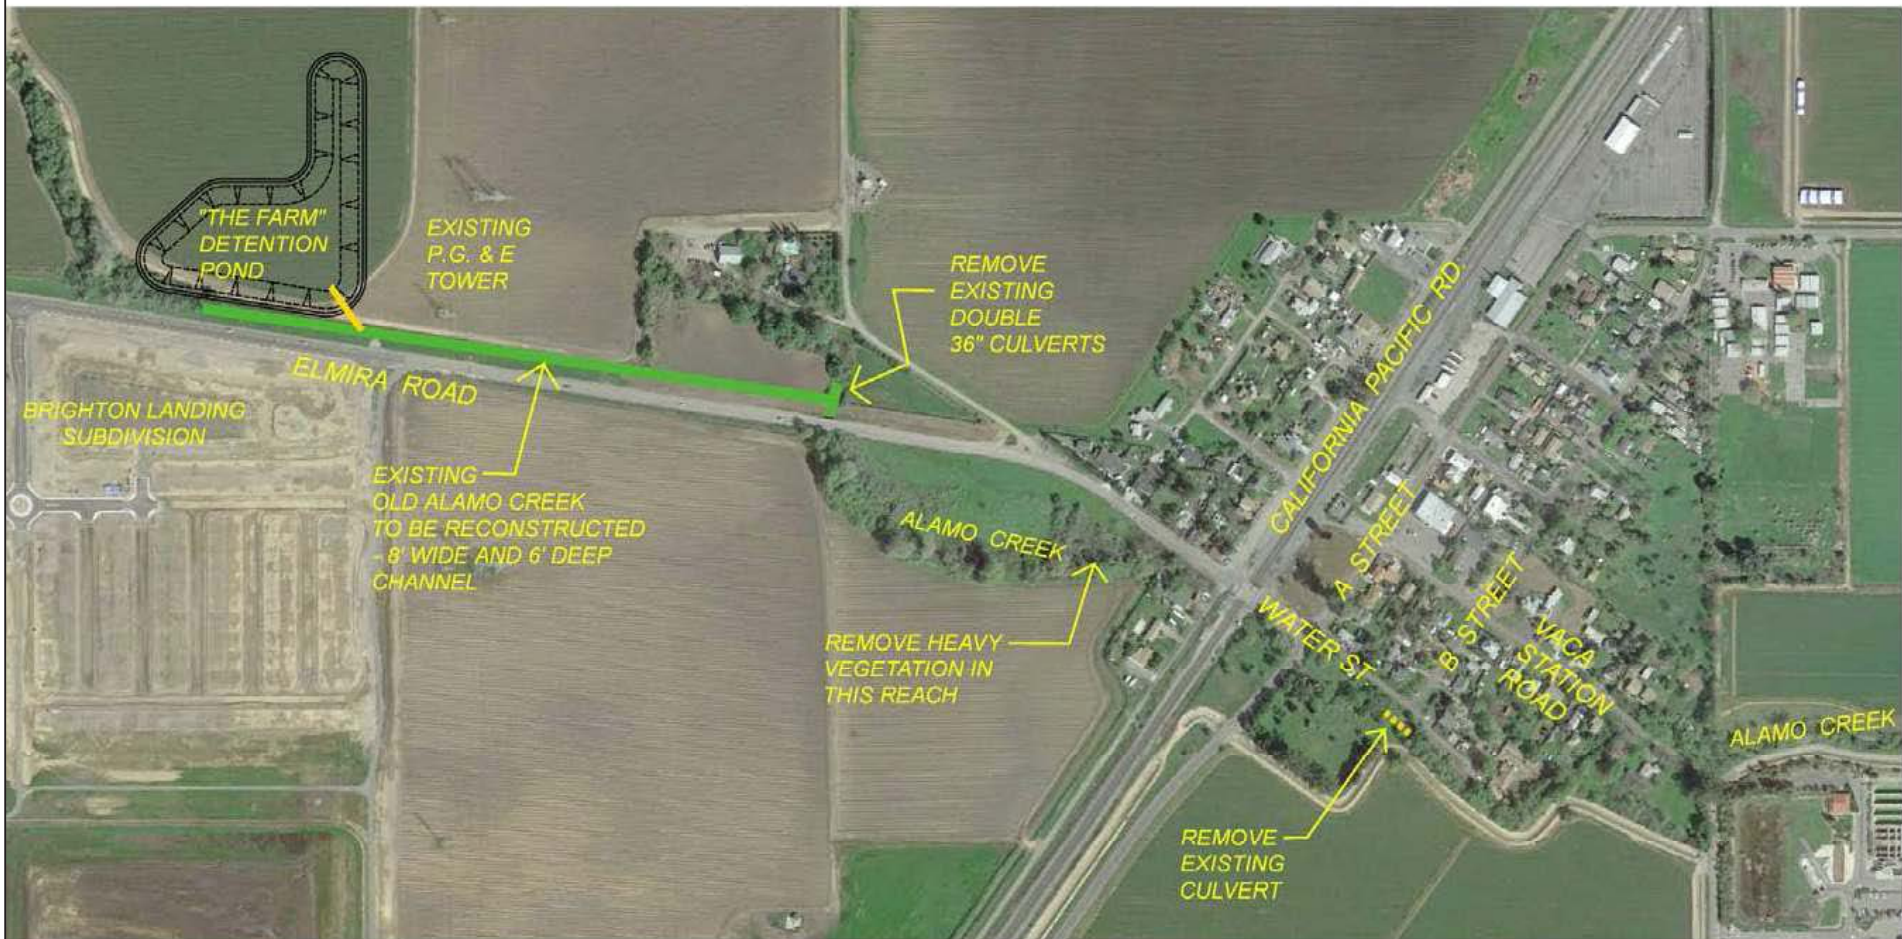 "THE FARM"
DETENTION
POND
EXISTING
P.G. & E
TOWER
REMOVE
EXISTING
DOUBLE
36" CULVERTS
ELMIRA ROAD
BRIGHTON LANDING
SUBDIVISION
EXISTING
OLD ALAMO CREEK
TO BE RECONSTRUCTED
- 8' WIDE AND 6' DEEP
CHANNEL
ALAMO CREEK
REMOVE HEAVY
VEGETATION IN
THIS REACH
CALIFORNIA PACIFIC RD.
A STREET
B STREET
WATER ST.
VACA
STATION
ROAD
ALAMO CREEK
REMOVE
EXISTING
CULVERT